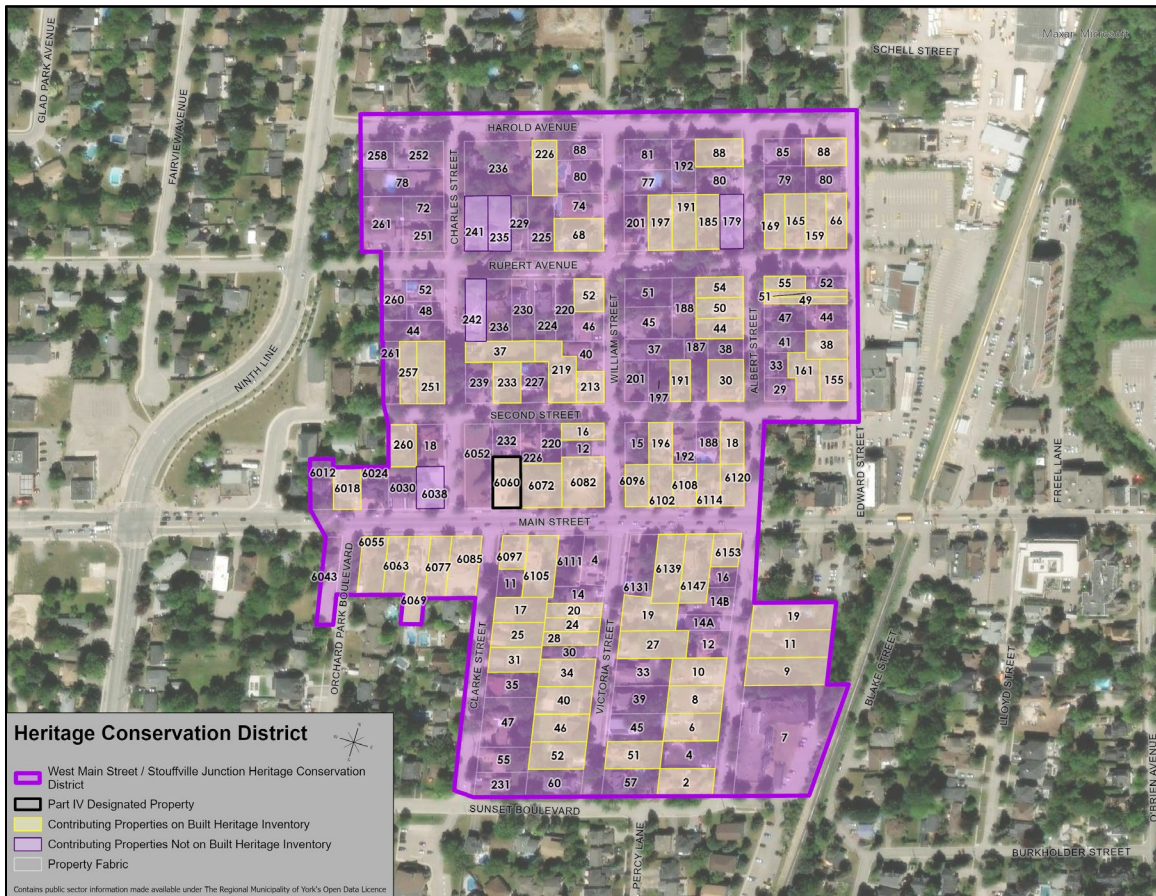 Maxar, Microsoft
SCHELL STREET
GLAD PARK AVENUE
FAIRVIEW AVENUE
HAROLD AVENUE
258 252 236 226 88 81 192 88 85 88
78 80 77 80 79 80
CHARLES STREET
261 72 241 235 229 225 74 201 197 191 185 179 169 165 159 66
251 68
RUPERT AVENUE
260 52 242 230 220 52 51 188 54 55 52
48 236 224 46 45 50 51 49
44 44 47 44
WILLIAM STREET
ALBERT STREET
261 257 251 37 219 40 37 187 38 41 38
239 233 227 213 201 197 191 30 33 29 161 155
NINTH LINE
SECOND STREET
260 18 6052 232 226 220 16 12 15 196 192 188 18
6012 6018 6024 6030 6038 6060 6072 6082 6096 6102 6108 6114 6120
EDWARD STREET
FREEL LANE
MAIN STREET
6043 6055 6063 6069 6077 6085 6097 6105 6111 4 6131 6139 6147 6153
ORCHARD PARK BOULEVARD
11 14 16
14B
17 20 19 14A 19
25 24 27 12 11
28
31 30 33 10 9
CLARKE STREET
VICTORIA STREET
BLAKE STREET
LLOYD STREET
O'BRIEN AVENUE
35 34 39 8
47 40 45 6 7
46
55 52 51 4
231 60 57 2
SUNSET BOULEVARD
PERCY LANE
BURKHOLDER STREET
Heritage Conservation District
N
E
S
W
West Main Street / Stouffville Junction Heritage Conservation
District
Part IV Designated Property
Contributing Properties on Built Heritage Inventory
Contributing Properties Not on Built Heritage Inventory
Property Fabric
Contains public sector information made available under The Regional Municipality of York's Open Data Licence